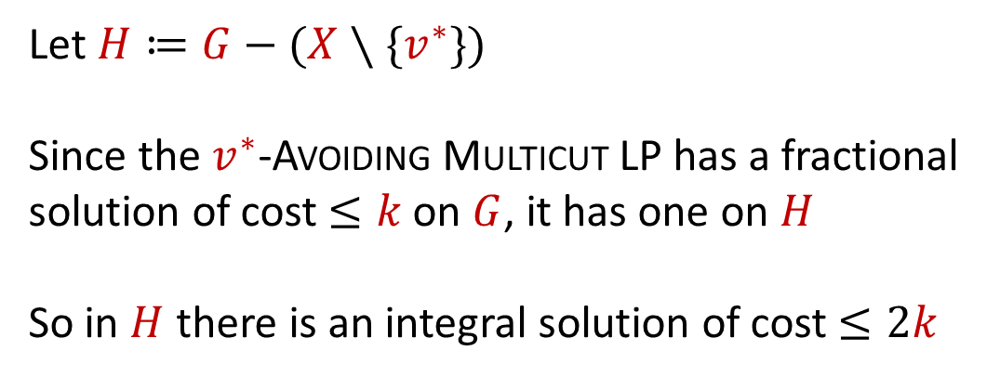 Let H ≔ G − (X \ {v*})
Since the v*-AVOIDING MULTICUT LP has a fractional
solution of cost ≤ k on G, it has one on H
So in H there is an integral solution of cost ≤ 2k